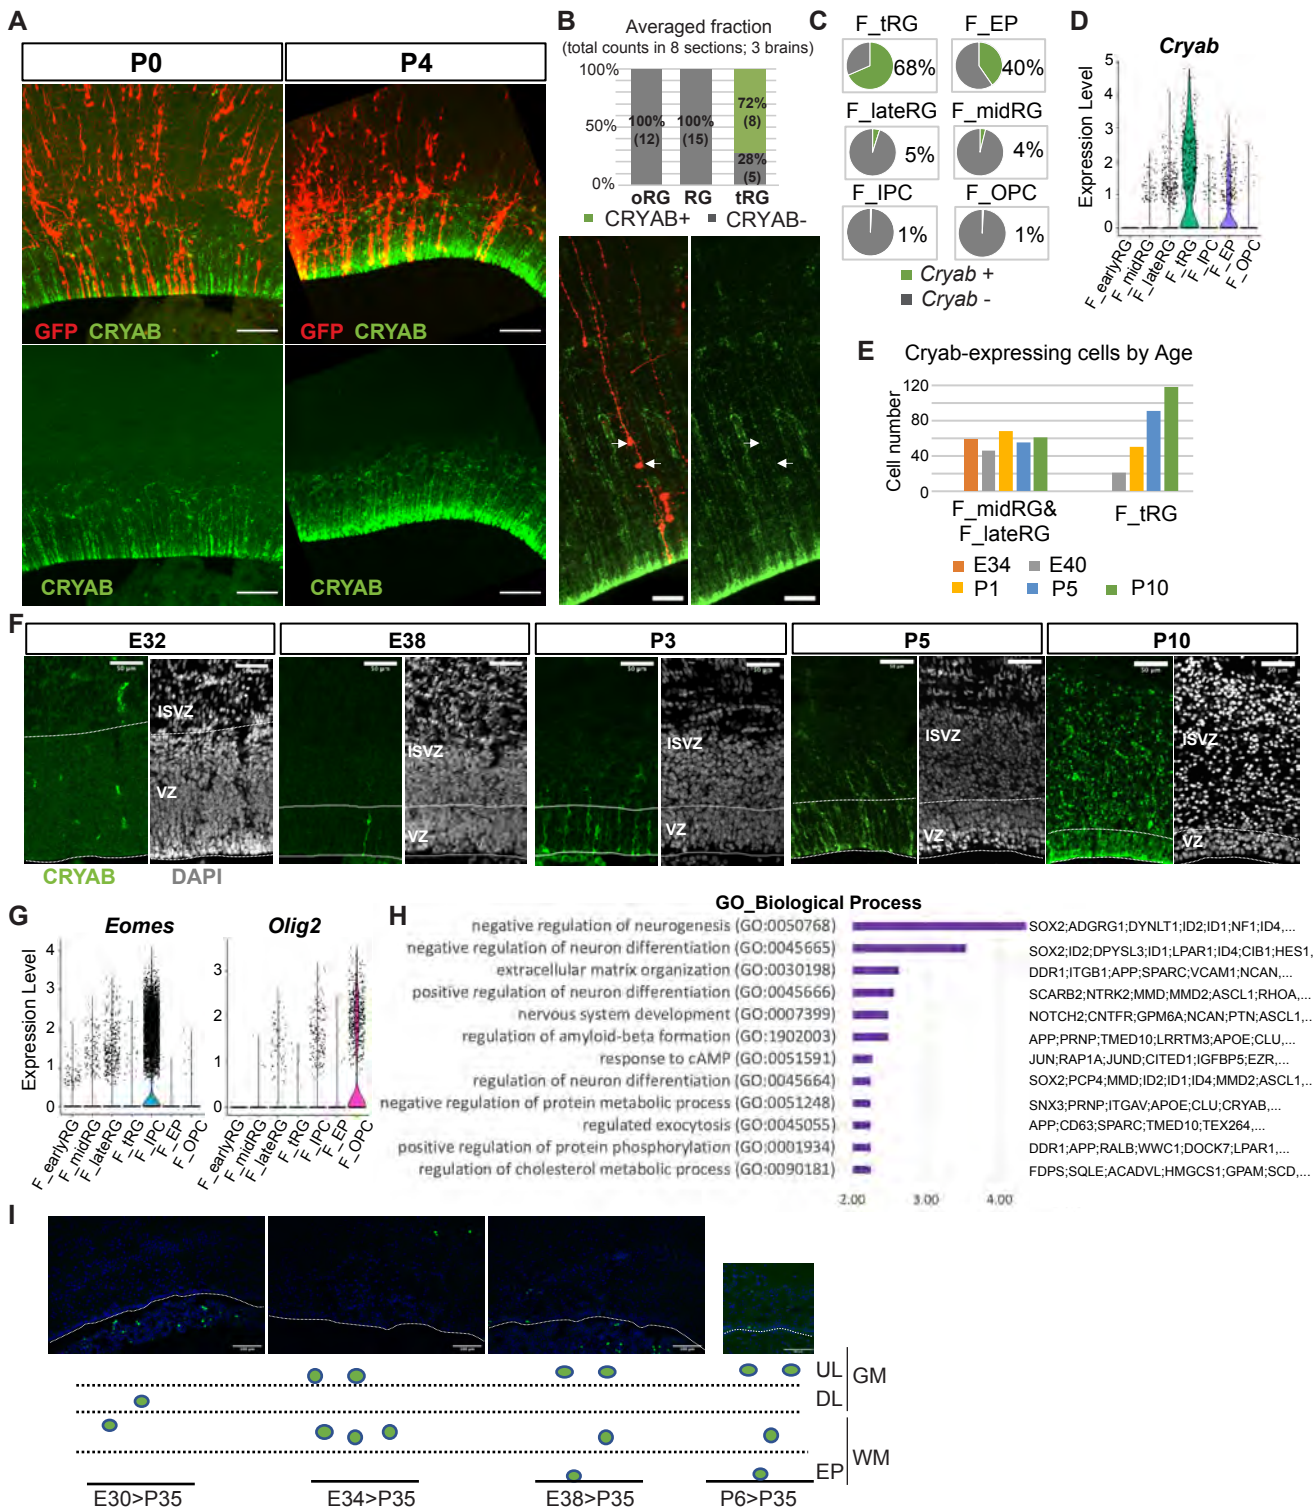 A
P0
P4
GFP CRYAB
GFP CRYAB
CRYAB
CRYAB
B
Averaged fraction
(total counts in 8 sections; 3 brains)
100%
50%
0%
100%
(12)
100%
(15)
72%
(8)
28%
(5)
oRG RG tRG
CRYAB+ CRYAB-
C
F_tRG F_EP
68% 40%
F_lateRG F_midRG
5% 4%
F_IPC F_OPC
1% 1%
Cryab +
Cryab -
D
Cryab
Expression Level
5
4
3
2
1
0
F_earlyRG
F_midRG
F_lateRG
F_tRG
F_IPC
F_EP
F_OPC
E Cryab-expressing cells by Age
Cell number
120
80
40
0
F_midRG&
F_lateRG
F_tRG
E34 E40
P1 P5 P10
F
E32 E38 P3 P5 P10
50 µm
ISVZ
VZ
ISVZ
VZ
ISVZ
VZ
ISVZ
VZ
ISVZ
VZ
CRYAB DAPI
G
Eomes
Olig2
Expression Level
4
3
2
1
0
3
2
1
0
F_earlyRG
F_midRG
F_lateRG
F_tRG
F_IPC
F_EP
F_OPC
F_earlyRG
F_midRG
F_lateRG
F_tRG
F_IPC
F_EP
F_OPC
H
GO_Biological Process
negative regulation of neurogenesis (GO:0050768) SOX2;ADGRG1;DYNLT1;ID2;ID1;NF1;ID4,...
negative regulation of neuron differentiation (GO:0045665) SOX2;ID2;DPYSL3;ID1;LPAR1;ID4;CIB1;HES1,
extracellular matrix organization (GO:0030198) DDR1;ITGB1;APP;SPARC;VCAM1;NCAN,...
positive regulation of neuron differentiation (GO:0045666) SCARB2;NTRK2;MMD;MMD2;ASCL1;RHOA,...
nervous system development (GO:0007399) NOTCH2;CNTFR;GPM6A;NCAN;PTN;ASCL1,..
regulation of amyloid-beta formation (GO:1902003) APP;PRNP;TMED10;LRRTM3;APOE;CLU,...
response to cAMP (GO:0051591) JUN;RAP1A;JUND;CITED1;IGFBP5;EZR,...
regulation of neuron differentiation (GO:0045664) SOX2;PCP4;MMD;ID2;ID1;ID4;MMD2;ASCL1,..
negative regulation of protein metabolic process (GO:0051248) SNX3;PRNP;ITGAV;APOE;CLU;CRYAB,...
regulated exocytosis (GO:0045055) APP;CD63;SPARC;TMED10;TEX264,...
positive regulation of protein phosphorylation (GO:0001934) DDR1;APP;RALB;WWC1;DOCK7;LPAR1,...
regulation of cholesterol metabolic process (GO:0090181) FDPS;SQLE;ACADVL;HMGCS1;GPAM;SCD,...
2.00 3.00 4.00
I
UL
GM
DL
WM
EP
E30>P35 E34>P35 E38>P35 P6>P35